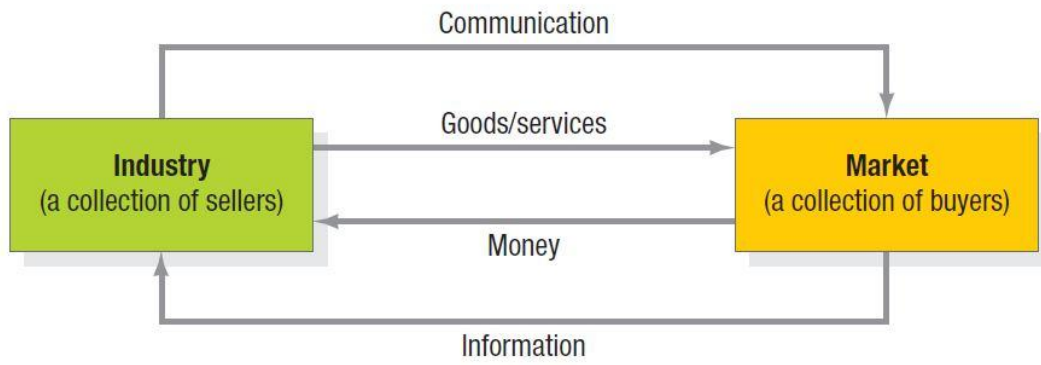 Communication
Goods/services
Industry
(a collection of sellers)
Market
(a collection of buyers)
Money
Information